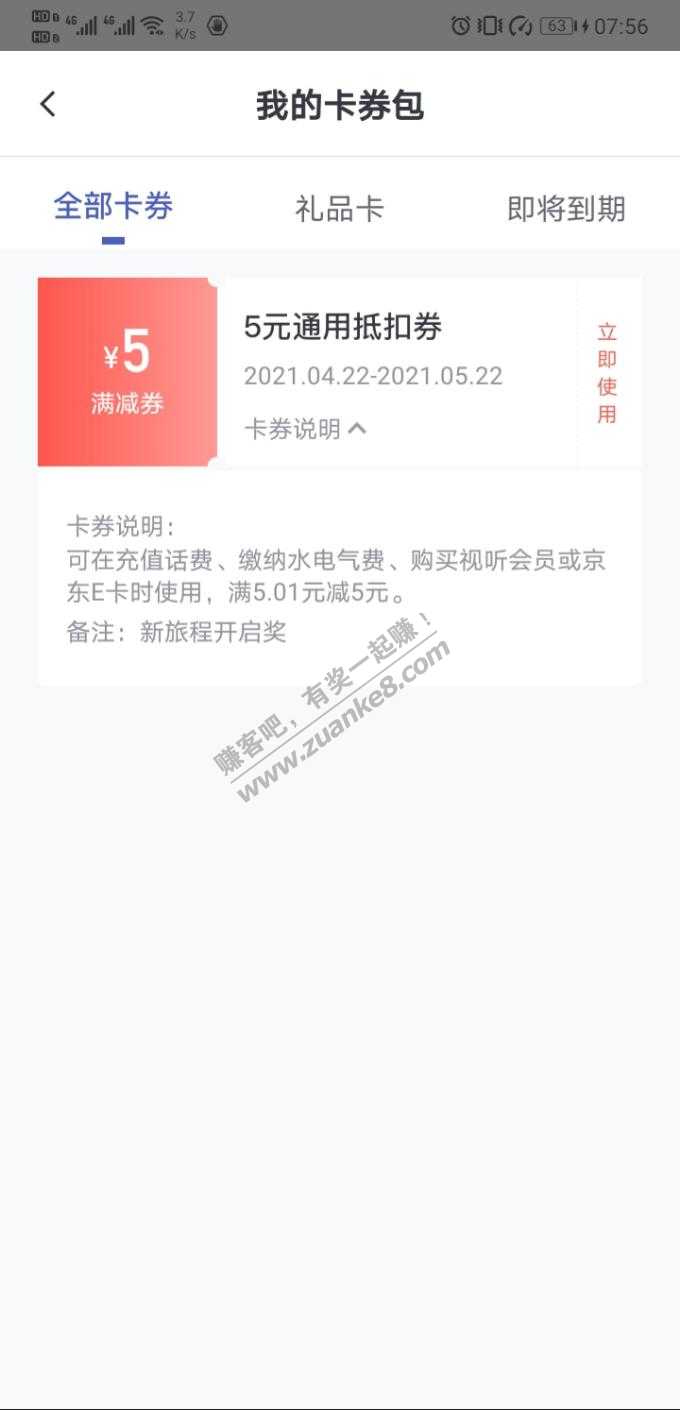 HD 1 4G 4G 3.7 63 07:56
HD 2 K/s
我的卡券包
全部卡券 礼品卡 即将到期
¥5
满减券
5元通用抵扣券
2021.04.22-2021.05.22
卡券说明
立即使用
卡券说明：
可在充值话费、缴纳水电气费、购买视听会员或京
东E卡时使用，满5.01元减5元。
备注：新旅程开启奖
赚客吧，有奖一起赚！
www.zuanke8.com